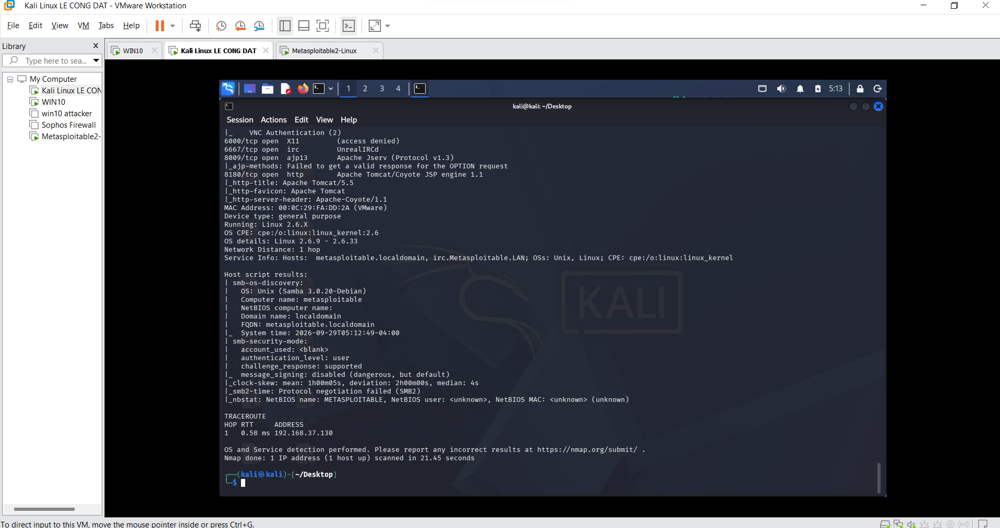 Kali Linux LE CONG DAT - VMware Workstation
File Edit View VM Tabs Help
Library
Type here to sea...
My Computer
Kali Linux LE CON
WIN10
win10 attacker
Sophos Firewall
Metasploitable2-
WIN10
Kali Linux LE CONG DAT
Metasploitable2-Linux
1 2 3 4
5:13
kali@kali: ~/Desktop
Session Actions Edit View Help
|_    VNC Authentication (2)
6000/tcp open  X11         (access denied)
6667/tcp open  irc         UnrealIRCd
8009/tcp open  ajp13       Apache Jserv (Protocol v1.3)
|_ajp-methods: Failed to get a valid response for the OPTION request
8180/tcp open  http        Apache Tomcat/Coyote JSP engine 1.1
|_http-title: Apache Tomcat/5.5
|_http-favicon: Apache Tomcat
|_http-server-header: Apache-Coyote/1.1
MAC Address: 00:0C:29:FA:DD:2A (VMware)
Device type: general purpose
Running: Linux 2.6.X
OS CPE: cpe:/o:linux:linux_kernel:2.6
OS details: Linux 2.6.9 - 2.6.33
Network Distance: 1 hop
Service Info: Hosts:  metasploitable.localdomain, irc.Metasploitable.LAN; OSs: Unix, Linux; CPE: cpe:/o:linux:linux_kernel
Host script results:
| smb-os-discovery:
|   OS: Unix (Samba 3.0.20-Debian)
|   Computer name: metasploitable
|   NetBIOS computer name:
|   Domain name: localdomain
|   FQDN: metasploitable.localdomain
|_  System time: 2026-09-29T05:12:49-04:00
| smb-security-mode:
|   account_used: <blank>
|   authentication_level: user
|   challenge_response: supported
|_  message_signing: disabled (dangerous, but default)
|_clock-skew: mean: 1h00m05s, deviation: 2h00m00s, median: 4s
|_smb2-time: Protocol negotiation failed (SMB2)
|_nbstat: NetBIOS name: METASPLOITABLE, NetBIOS user: <unknown>, NetBIOS MAC: <unknown> (unknown)
TRACEROUTE
HOP RTT     ADDRESS
1   0.58 ms 192.168.37.130
OS and Service detection performed. Please report any incorrect results at https://nmap.org/submit/ .
Nmap done: 1 IP address (1 host up) scanned in 21.45 seconds
┌──(kali㉿kali)-[~/Desktop]
└─$
KALI
To direct input to this VM, move the mouse pointer inside or press Ctrl+G.